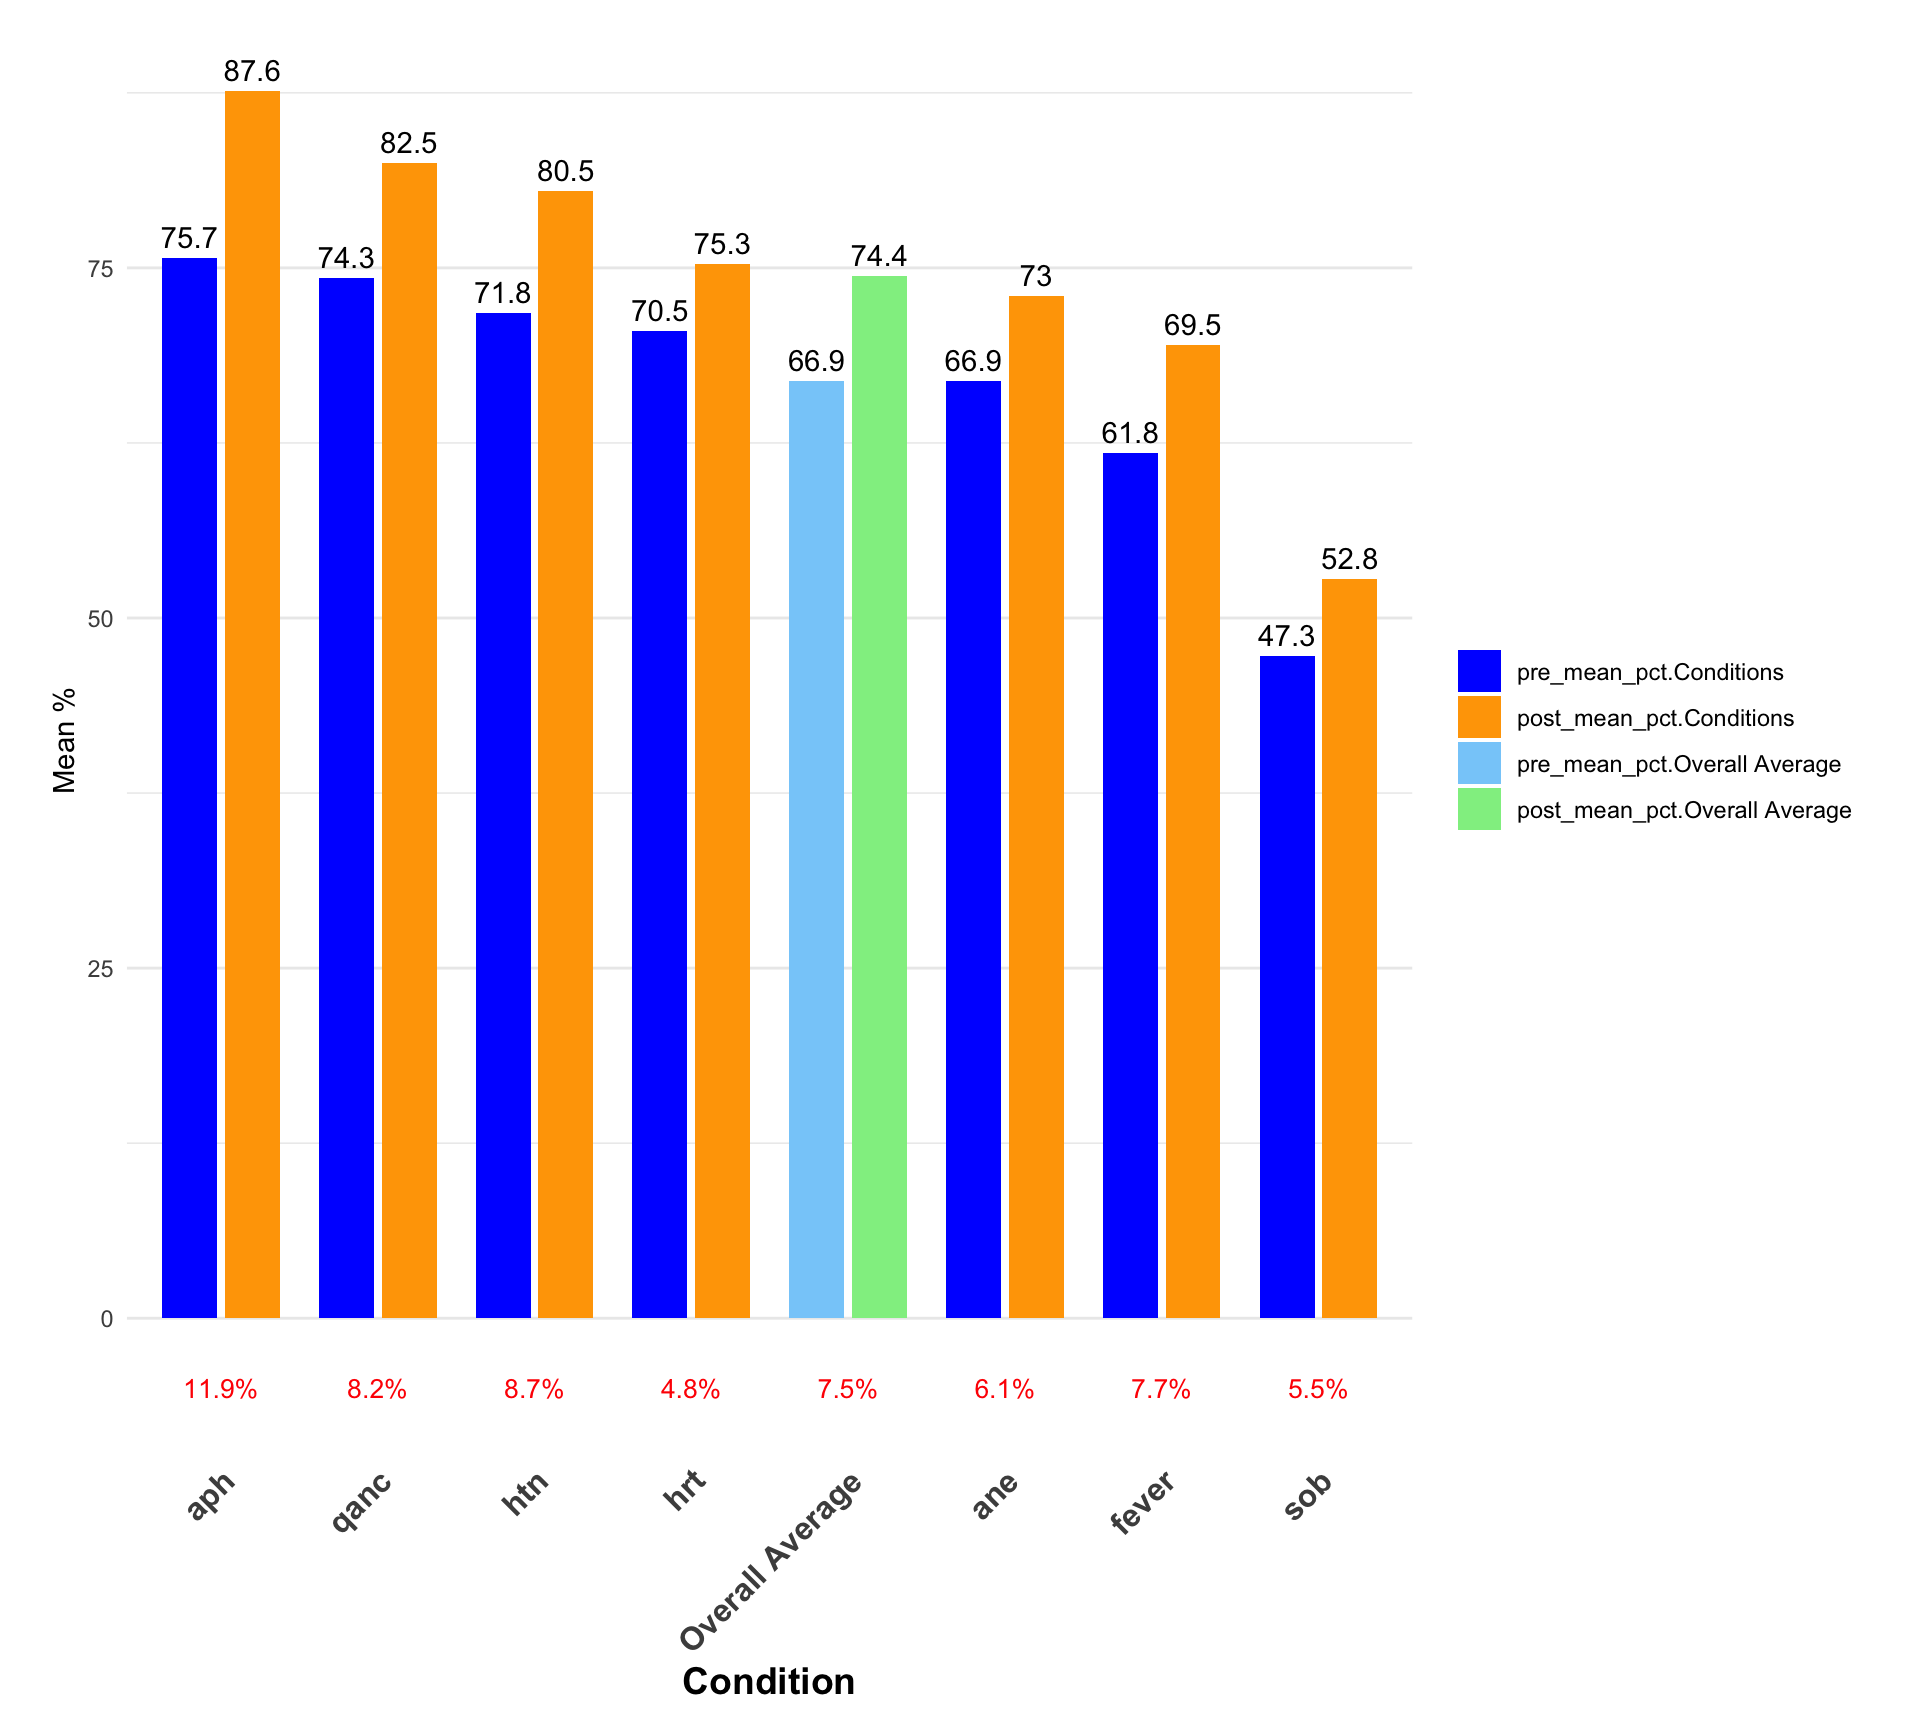 87.6
82.5
80.5
75.7
74.3
75.3
74.4
73
71.8
70.5
69.5
66.9
66.9
61.8
52.8
47.3
75
50
25
0
Mean %
pre_mean_pct.Conditions
post_mean_pct.Conditions
pre_mean_pct.Overall Average
post_mean_pct.Overall Average
11.9% 8.2% 8.7% 4.8% 7.5% 6.1% 7.7% 5.5%
aph qanc htn hrt Overall Average ane fever sob
Condition